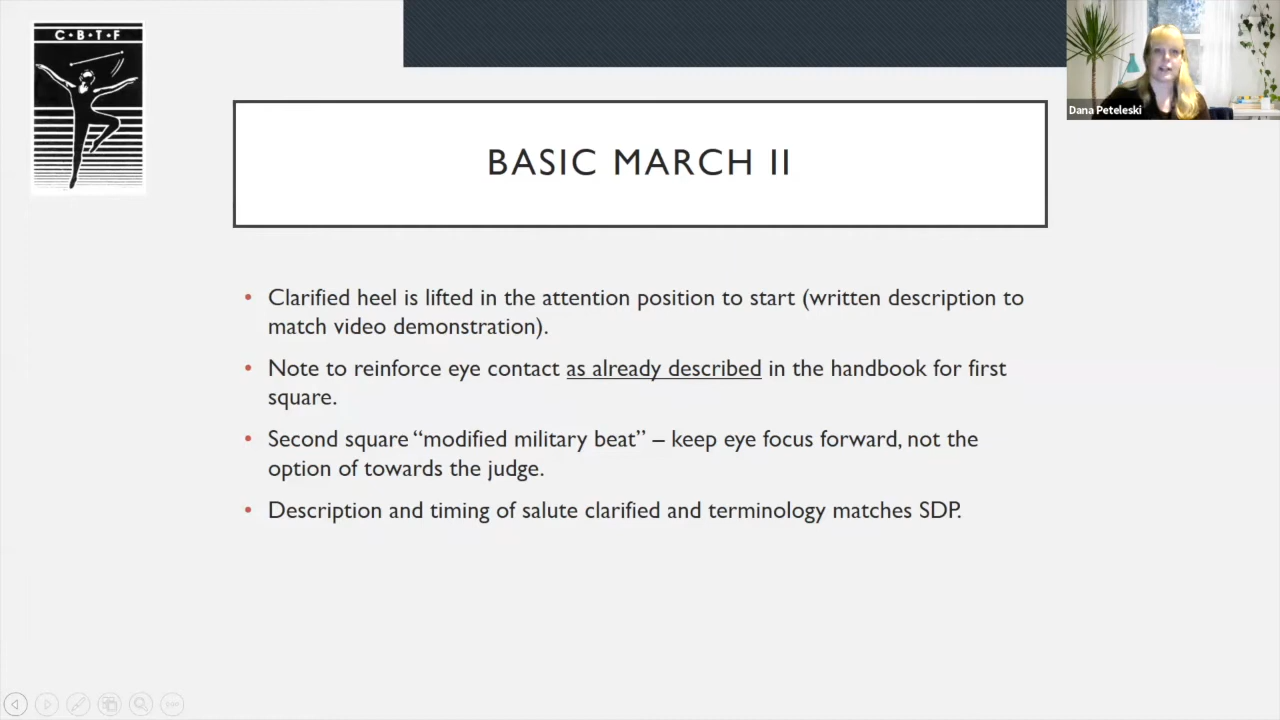 C•B•T•F
Dana Peteleski
BASIC MARCH II
• Clarified heel is lifted in the attention position to start (written description to
match video demonstration).
• Note to reinforce eye contact as already described in the handbook for first
square.
• Second square “modified military beat” – keep eye focus forward, not the
option of towards the judge.
• Description and timing of salute clarified and terminology matches SDP.